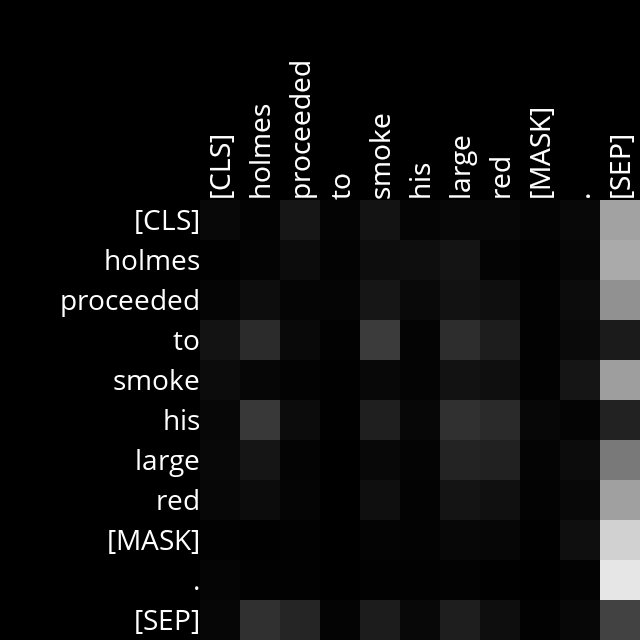 [CLS]
holmes
proceeded
to
smoke
his
large
red
[MASK]
.
[SEP]
[CLS]
holmes
proceeded
to
smoke
his
large
red
[MASK]
.
[SEP]